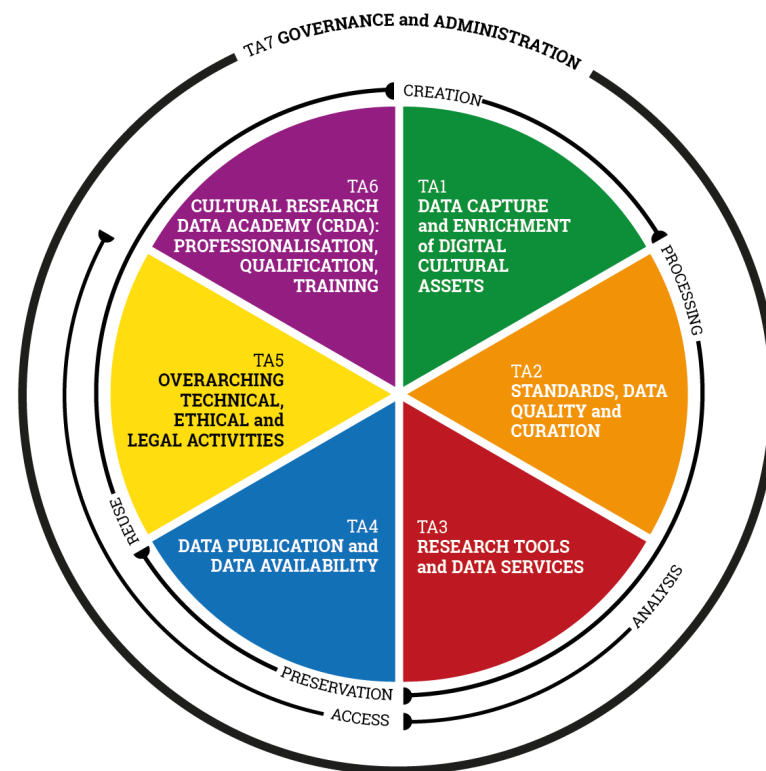 TA7 GOVERNANCE and ADMINISTRATION
CREATION
TA6
CULTURAL RESEARCH
DATA ACADEMY (CRDA):
PROFESSIONALISATION,
QUALIFICATION,
TRAINING
TA1
DATA CAPTURE
and ENRICHMENT
of DIGITAL
CULTURAL
ASSETS
PROCESSING
TA5
OVERARCHING
TECHNICAL,
ETHICAL and
LEGAL ACTIVITIES
TA2
STANDARDS, DATA
QUALITY and
CURATION
REUSE
TA4
DATA PUBLICATION and
DATA AVAILABILITY
TA3
RESEARCH TOOLS
and DATA SERVICES
ANALYSIS
PRESERVATION
ACCESS